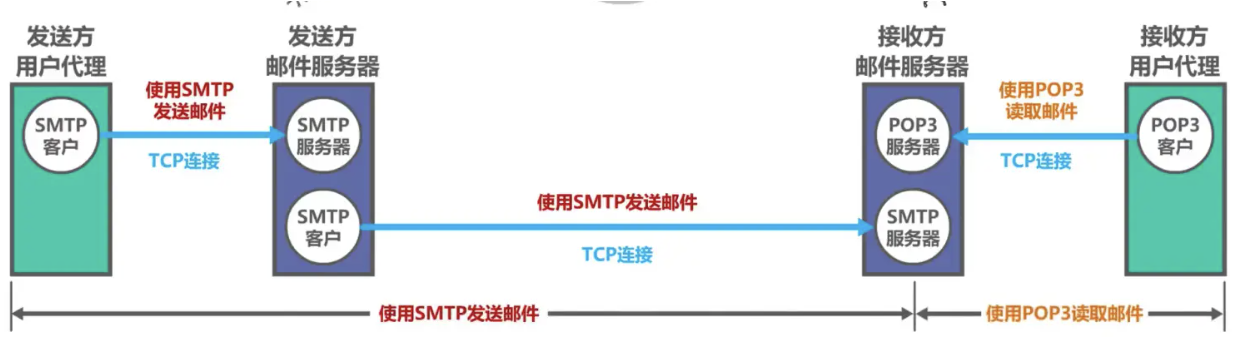 发送方
用户代理
发送方
邮件服务器
接收方
邮件服务器
接收方
用户代理
使用SMTP
发送邮件
使用POP3
读取邮件
SMTP
客户
SMTP
服务器
POP3
服务器
POP3
客户
TCP连接
TCP连接
使用SMTP发送邮件
SMTP
客户
SMTP
服务器
TCP连接
使用SMTP发送邮件
使用POP3读取邮件